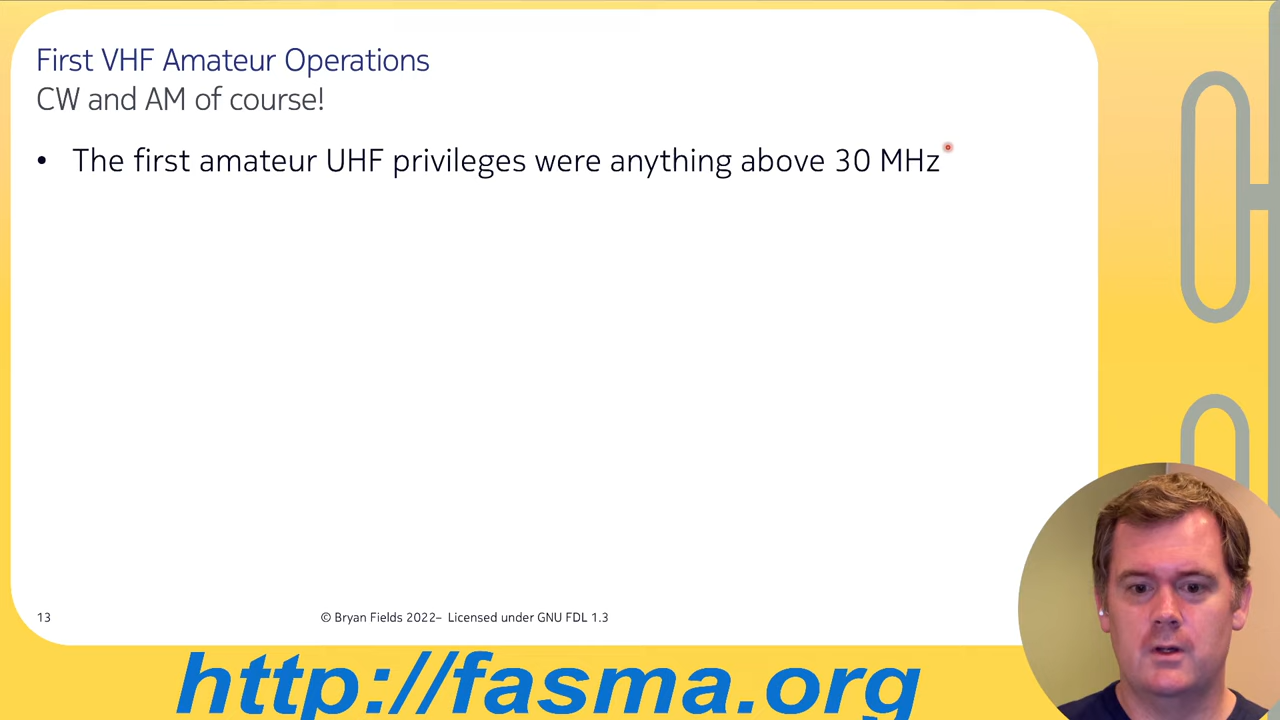 First VHF Amateur Operations
CW and AM of course!
• The first amateur UHF privileges were anything above 30 MHz
13
© Bryan Fields 2022– Licensed under GNU FDL 1.3
http://fasma.org